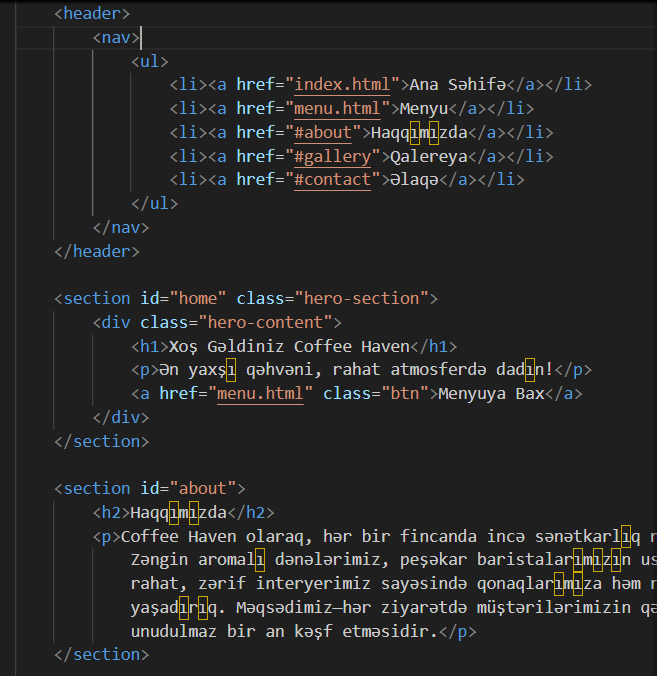 <header>
<nav>
<ul>
<li><a href="index.html">Ana Səhifə</a></li>
<li><a href="menu.html">Menyu</a></li>
<li><a href="#about">Haqqımızda</a></li>
<li><a href="#gallery">Qalereya</a></li>
<li><a href="#contact">Əlaqə</a></li>
</ul>
</nav>
</header>
<section id="home" class="hero-section">
<div class="hero-content">
<h1>Xoş Gəldiniz Coffee Haven</h1>
<p>Ən yaxşı qəhvəni, rahat atmosferdə dadın!</p>
<a href="menu.html" class="btn">Menyuya Bax</a>
</div>
</section>
<section id="about">
<h2>Haqqımızda</h2>
<p>Coffee Haven olaraq, hər bir fincanda incə sənətkarlıq
Zəngin aromalı dənələrimiz, peşəkar baristalarımızın us
rahat, zərif interyerimiz sayəsində qonaqlarımıza həm
yaşadırıq. Məqsədimiz—hər ziyarətdə müştərilərimizin qə
unudulmaz bir an kəşf etməsidir.</p>
</section>